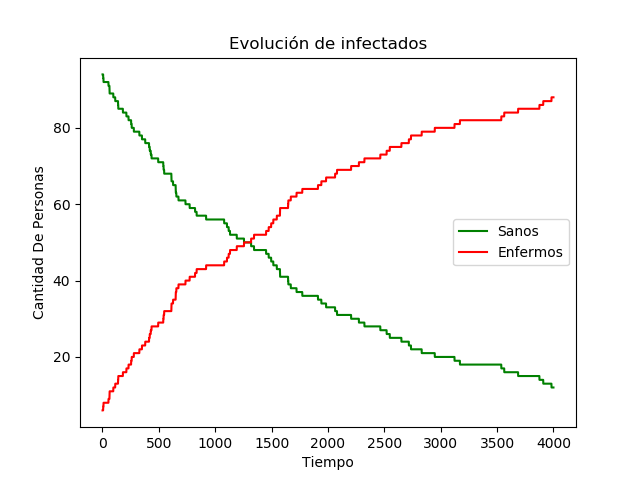 Evolución de infectados
80
60
40
20
Cantidad De Personas
Sanos
Enfermos
0 500 1000 1500 2000 2500 3000 3500 4000
Tiempo